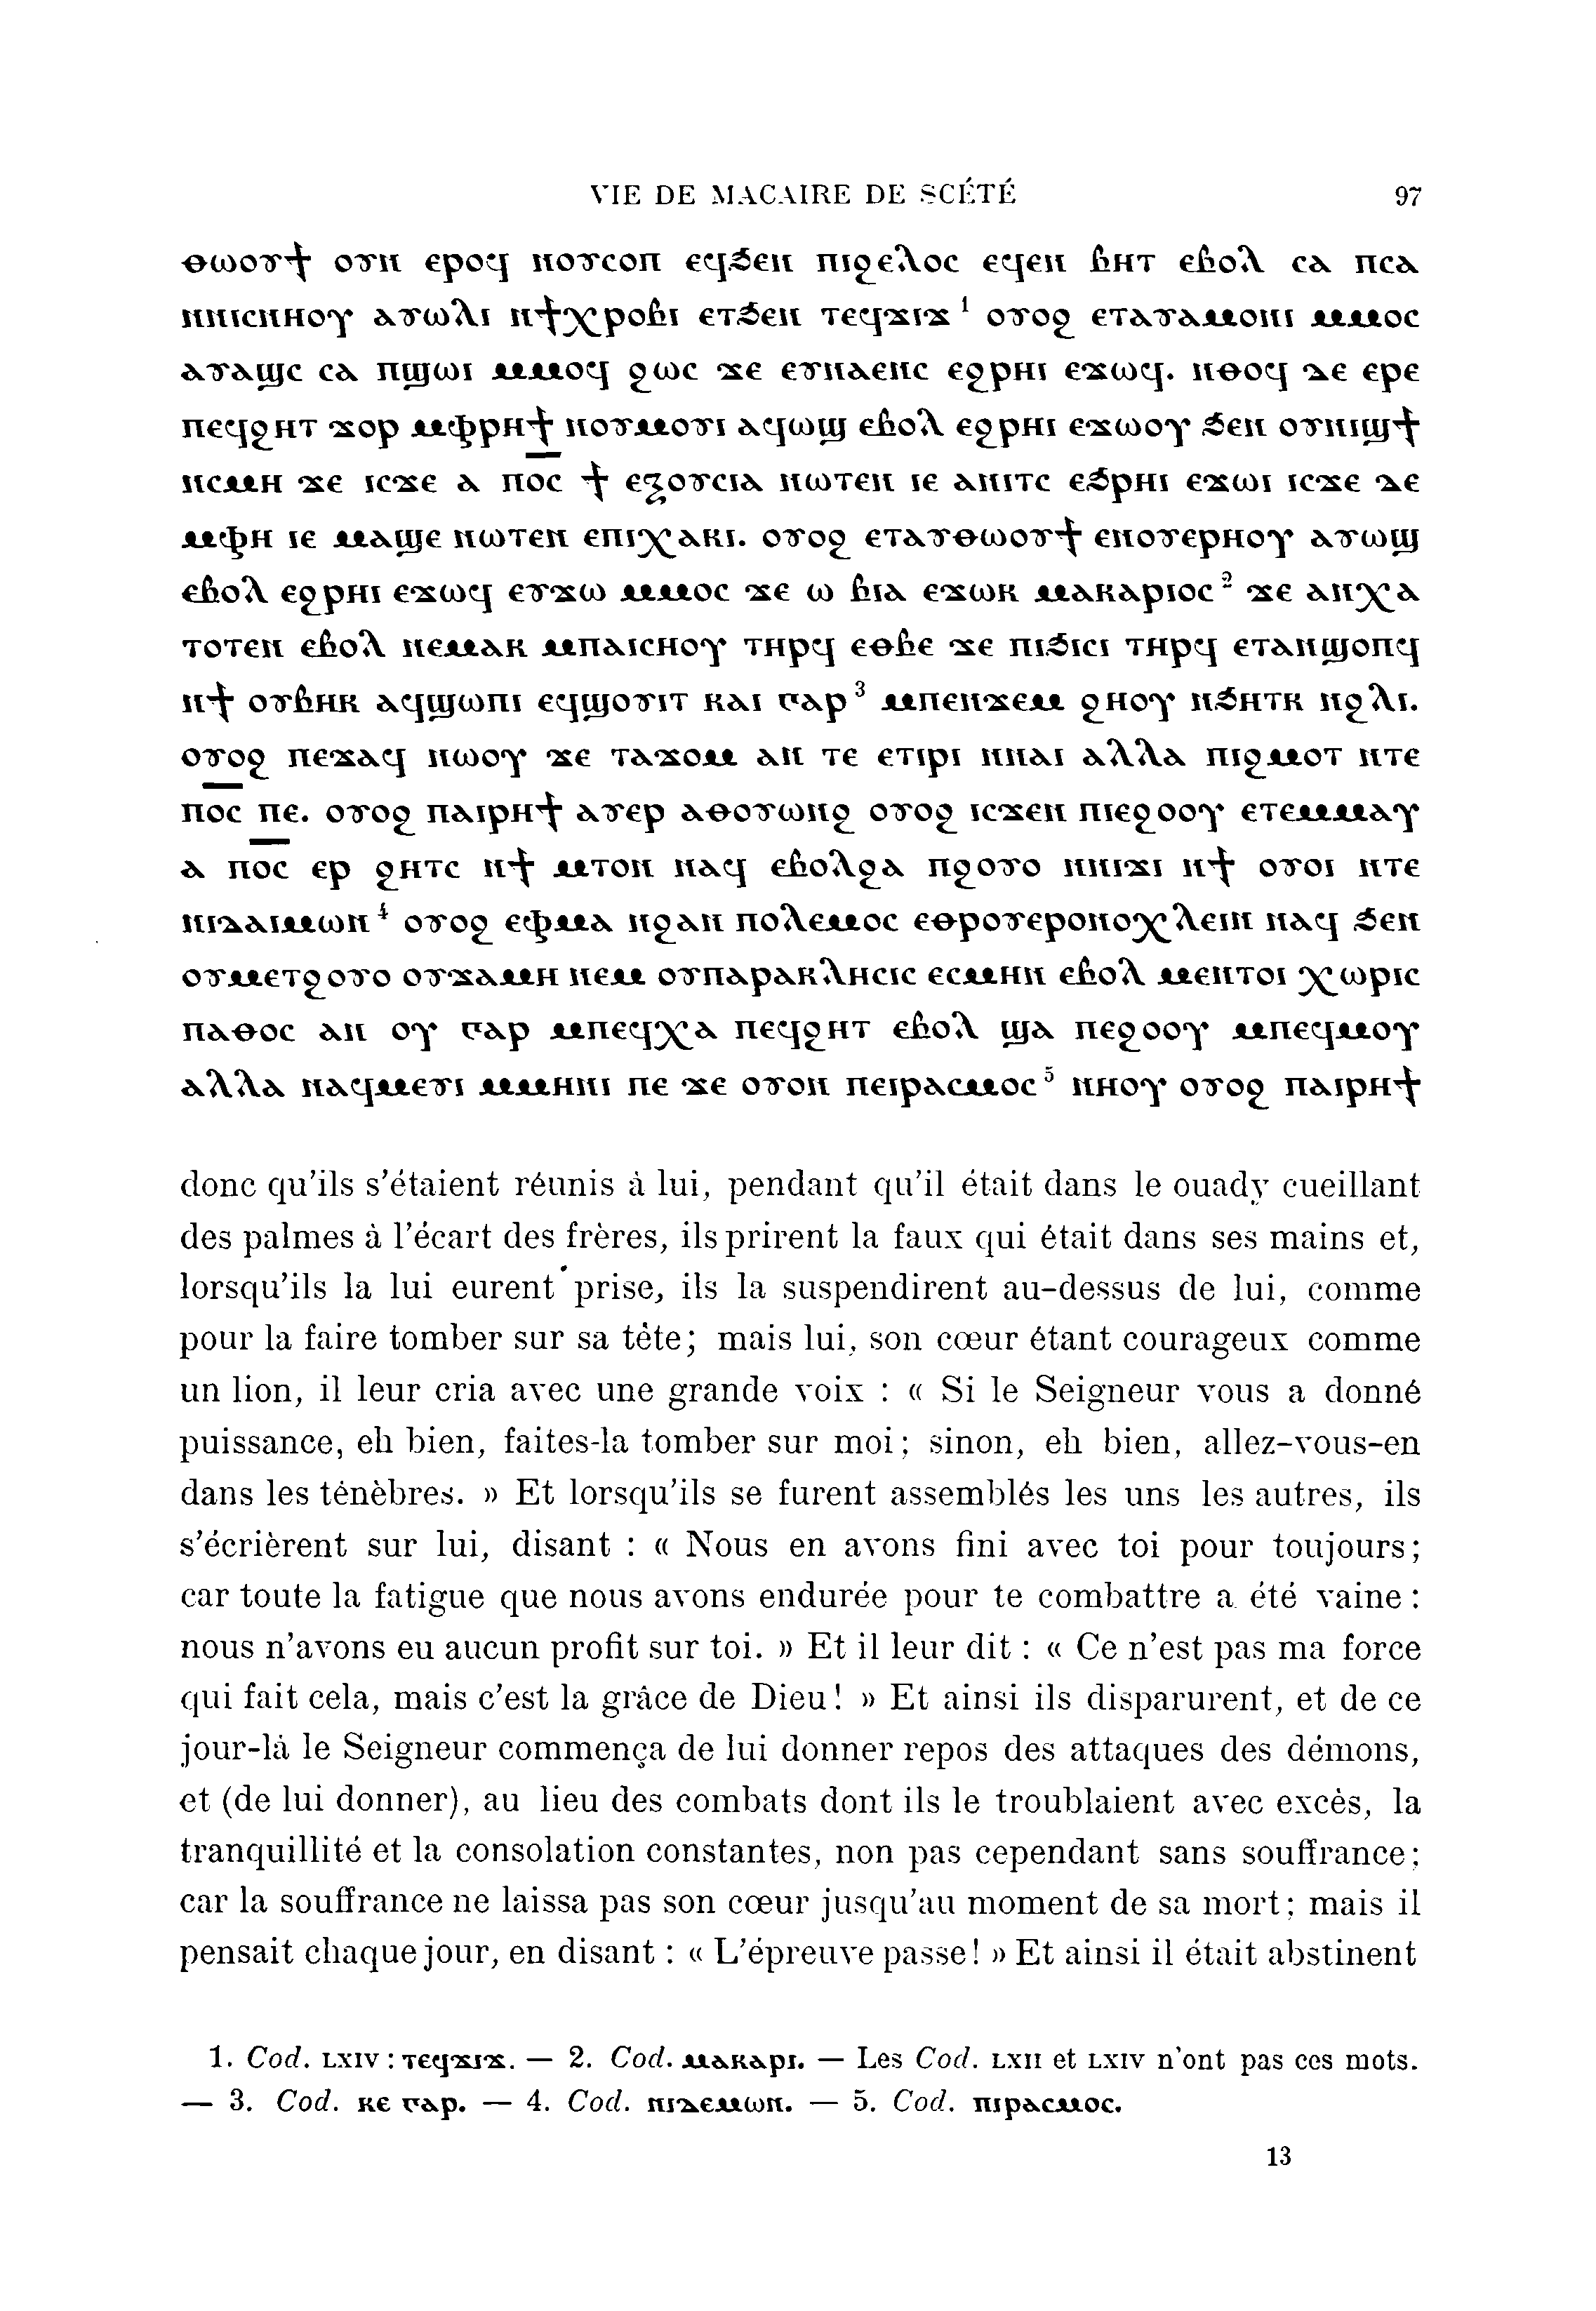 VIE DE MACAIRE DE SCÉTÉ 97
ⲑⲱⲟⲩϯ ⲟⲩⲛ ⲉⲣⲟϥ ⲛⲟⲩⲥⲟⲡ ⲉϥϧⲉⲛ ⲡⲓϩⲉⲗⲟⲥ ⲉϥⲉⲛ ⲃⲏⲧ ⲉⲃⲟⲗ ⲥⲁ ⲡⲥⲁ
ⲛⲛⲓⲥⲛⲏⲟⲩ ⲁⲩⲱⲗⲓ ⲛϯⲭⲣⲟⲃⲓ ⲉⲧϧⲉⲛ ⲧⲉϥϫⲓϫ ¹ ⲟⲩⲟϩ ⲉⲧⲁⲩⲁⲙⲟⲛⲓ ⲙⲙⲟⲥ
ⲁⲩⲁϣⲥ ⲥⲁ ⲡϣⲱⲓ ⲙⲙⲟϥ ϩⲱⲥ ϫⲉ ⲉⲩⲛⲁⲉⲛⲥ ⲉϩⲣⲏⲓ ⲉϫⲱϥ. ⲛⲑⲟϥ ⲇⲉ ⲉⲣⲉ
ⲡⲉϥϩⲏⲧ ϫⲟⲣ ⲙⲫⲣⲏϯ ⲛⲟⲩⲙⲟⲩⲓ ⲁϥⲱϣ ⲉⲃⲟⲗ ⲉϩⲣⲏⲓ ⲉϫⲱⲟⲩ ϧⲉⲛ ⲟⲩⲛⲓϣϯ
ⲛⲥⲙⲏ ϫⲉ ⲓⲥϫⲉ ⲁ ⲡⲟ̅ⲥ̅ ϯ ⲉⲝⲟⲩⲥⲓⲁ ⲛⲱⲧⲉⲛ ⲓⲉ ⲁⲛⲓⲧⲥ ⲉϧⲣⲏⲓ ⲉϫⲱⲓ ⲓⲥϫⲉ ⲇⲉ
ⲙⲫⲏ ⲓⲉ ⲙⲁϣⲉ ⲛⲱⲧⲉⲛ ⲉⲡⲓⲭⲁⲕⲓ. ⲟⲩⲟϩ ⲉⲧⲁⲩⲑⲱⲟⲩϯ ⲉⲛⲟⲩⲉⲣⲏⲟⲩ ⲁⲩⲱϣ
ⲉⲃⲟⲗ ⲉϩⲣⲏⲓ ⲉϫⲱϥ ⲉⲩϫⲱ ⲙⲙⲟⲥ ϫⲉ ⲱ ⲃⲓⲁ ⲉϫⲱⲕ ⲙⲁⲕⲁⲣⲓⲟⲥ ² ϫⲉ ⲁⲛⲭⲁ
ⲧⲟⲧⲉⲛ ⲉⲃⲟⲗ ⲛⲉⲙⲁⲕ ⲙⲡⲁⲓⲥⲛⲟⲩ ⲧⲏⲣϥ ⲉⲑⲃⲉ ϫⲉ ⲡⲓϧⲓⲥⲓ ⲧⲏⲣϥ ⲉⲧⲁⲛϣⲟⲡϥ
ⲛϯ ⲟⲩⲃⲏⲕ ⲁϥϣⲱⲡⲓ ⲉϥϣⲟⲩⲓⲧ ⲕⲁⲓ ⲅⲁⲣ ³ ⲙⲡⲉⲛϫⲉⲙ ϩⲏⲟⲩ ⲛϧⲏⲧⲕ ⲛϩⲗⲓ.
ⲟⲩⲟϩ ⲡⲉϫⲁϥ ⲛⲱⲟⲩ ϫⲉ ⲧⲁϫⲟⲙ ⲁⲛ ⲧⲉ ⲉⲧⲓⲣⲓ ⲛⲛⲁⲓ ⲁⲗⲗⲁ ⲡⲓϩⲙⲟⲧ ⲛⲧⲉ
ⲡⲟ̅ⲥ̅ ⲡⲉ. ⲟⲩⲟϩ ⲡⲁⲓⲣⲏϯ ⲁⲩⲉⲣ ⲁⲑⲟⲩⲱⲛϩ ⲟⲩⲟϩ ⲓⲥϫⲉⲛ ⲡⲓⲉϩⲟⲟⲩ ⲉⲧⲉⲙⲙⲁⲩ
ⲁ ⲡⲟ̅ⲥ̅ ⲉⲣ ϩⲏⲧⲥ ⲛϯ ⲙⲧⲟⲛ ⲛⲁϥ ⲉⲃⲟⲗϩⲁ ⲡϩⲟⲩⲟ ⲛⲛⲓϫⲓ ⲛϯ ⲟⲩⲟⲓ ⲛⲧⲉ
ⲛⲓⲇⲁⲓⲙⲱⲛ ⁴ ⲟⲩⲟϩ ⲉⲫⲙⲁ ⲛϩⲁⲛ ⲡⲟⲗⲉⲙⲟⲥ ⲉⲑⲣⲟⲩⲉⲣⲟⲛⲟⲭⲗⲉⲓⲛ ⲛⲁϥ ϧⲉⲛ
ⲟⲩⲙⲉⲧϩⲟⲩⲟ ⲟⲩϫⲁⲙⲏ ⲛⲉⲙ ⲟⲩⲡⲁⲣⲁⲕⲗⲏⲥⲓⲥ ⲉⲥⲙⲏⲛ ⲉⲃⲟⲗ ⲙⲉⲛⲧⲟⲓ ⲭⲱⲣⲓⲥ
ⲡⲁⲑⲟⲥ ⲁⲛ ⲟⲩ ⲅⲁⲣ ⲙⲡⲉϥⲭⲁ ⲡⲉϥϩⲏⲧ ⲉⲃⲟⲗ ϣⲁ ⲡⲉϩⲟⲟⲩ ⲙⲡⲉϥⲙⲟⲩ
ⲁⲗⲗⲁ ⲛⲁϥⲙⲉⲩⲓ ⲙⲙⲏⲛⲓ ⲡⲉ ϫⲉ ⲟⲩⲟⲛ ⲡⲉⲓⲣⲁⲥⲙⲟⲥ ⁵ ⲛⲏⲟⲩ ⲟⲩⲟϩ ⲡⲁⲓⲣⲏϯ
donc qu'ils s'étaient réunis à lui, pendant qu'il était dans le ouady cueillant
des palmes à l'écart des frères, ils prirent la faux qui était dans ses mains et,
lorsqu'ils la lui eurent prise, ils la suspendirent au-dessus de lui, comme
pour la faire tomber sur sa tête; mais lui, son cœur étant courageux comme
un lion, il leur cria avec une grande voix : « Si le Seigneur vous a donné
puissance, eh bien, faites-la tomber sur moi; sinon, eh bien, allez-vous-en
dans les ténèbres. » Et lorsqu'ils se furent assemblés les uns les autres, ils
s'écrièrent sur lui, disant : « Nous en avons fini avec toi pour toujours;
car toute la fatigue que nous avons endurée pour te combattre a été vaine :
nous n'avons eu aucun profit sur toi. » Et il leur dit : « Ce n'est pas ma force
qui fait cela, mais c'est la grâce de Dieu! » Et ainsi ils disparurent, et de ce
jour-là le Seigneur commença de lui donner repos des attaques des démons,
et (de lui donner), au lieu des combats dont ils le troublaient avec excès, la
tranquillité et la consolation constantes, non pas cependant sans souffrance;
car la souffrance ne laissa pas son cœur jusqu'au moment de sa mort; mais il
pensait chaque jour, en disant : « L'épreuve passe! » Et ainsi il était abstinent
1. Cod. LXIV : ⲧⲉϥϫⲓϫ. — 2. Cod. ⲙⲁⲕⲁⲣⲓ. — Les Cod. LXII et LXIV n'ont pas ces mots.
— 3. Cod. ⲕⲉ ⲅⲁⲣ. — 4. Cod. ⲛⲓⲇⲉⲙⲱⲛ. — 5. Cod. ⲡⲓⲣⲁⲥⲙⲟⲥ.
13